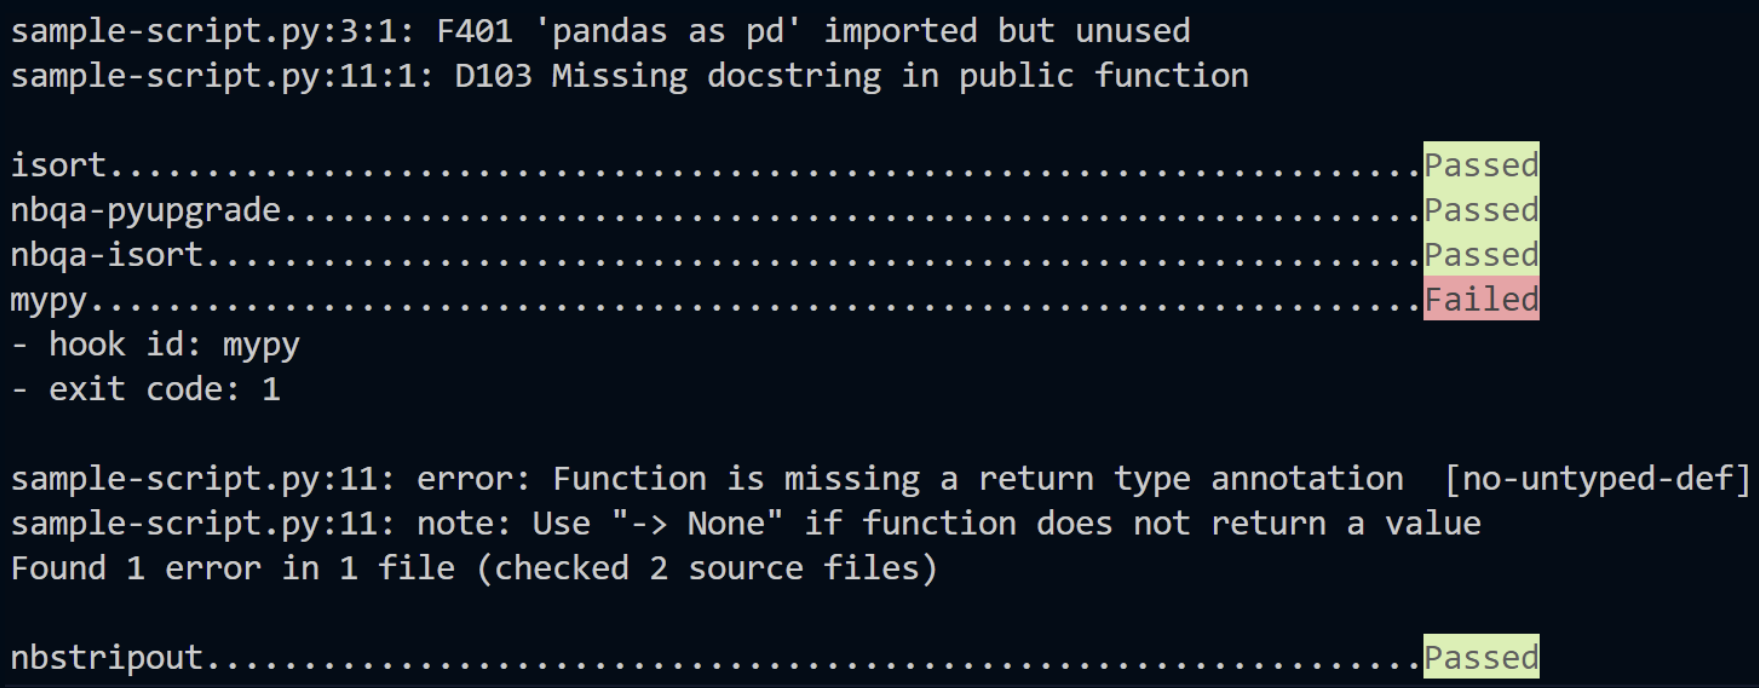 sample-script.py:3:1: F401 'pandas as pd' imported but unused
sample-script.py:11:1: D103 Missing docstring in public function
isort....................................................................Passed
nbqa-pyupgrade...........................................................Passed
nbqa-isort...............................................................Passed
mypy.....................................................................Failed
- hook id: mypy
- exit code: 1
sample-script.py:11: error: Function is missing a return type annotation  [no-untyped-def]
sample-script.py:11: note: Use "-> None" if function does not return a value
Found 1 error in 1 file (checked 2 source files)
nbstripout...............................................................Passed